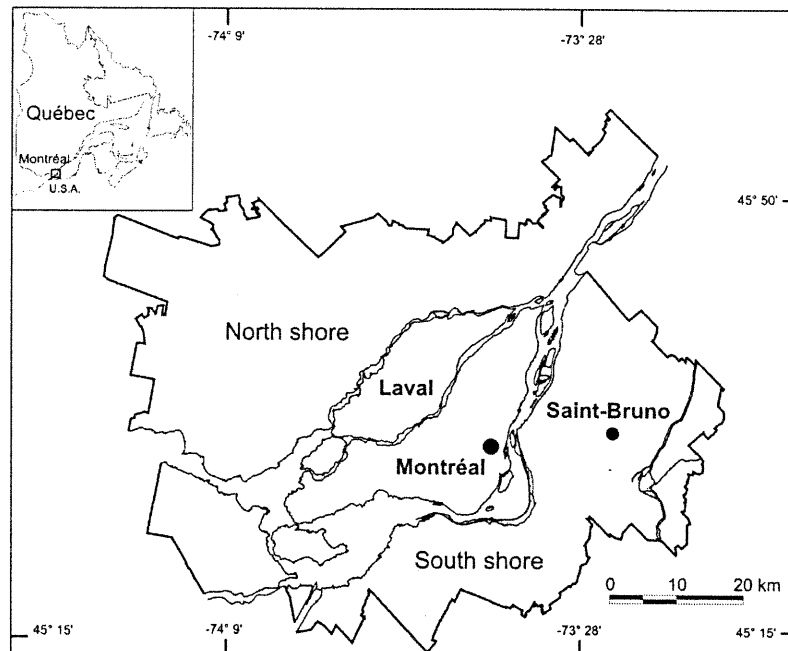 -74° 9'
-73° 28'
Québec
Montréal
U.S.A.
45° 50'
North shore
Laval
Saint-Bruno
Montréal
South shore
0 10 20 km
45° 15'
-74° 9'
-73° 28'
45° 15'